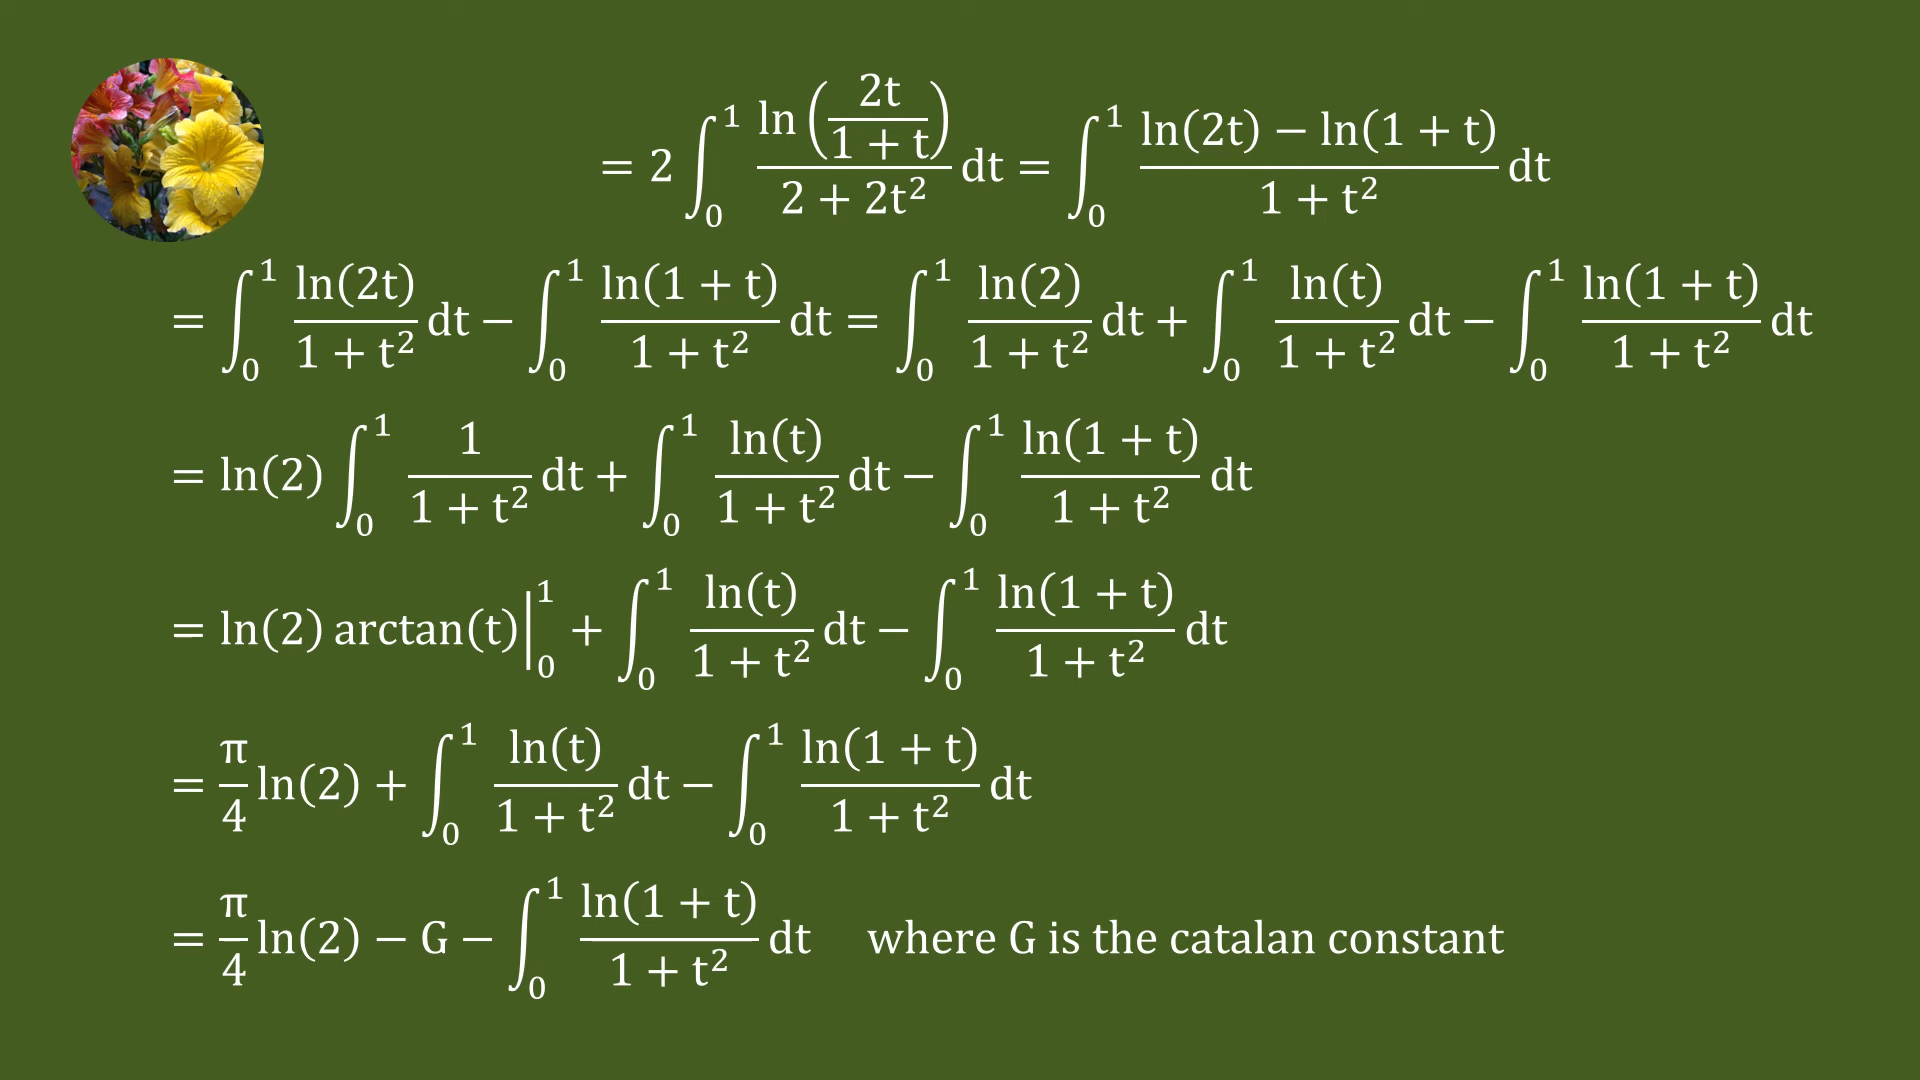 = 2 ∫₀¹ ln(2t/(1 + t))/(2 + 2t²) dt = ∫₀¹ (ln(2t) − ln(1 + t))/(1 + t²) dt
= ∫₀¹ ln(2t)/(1 + t²) dt − ∫₀¹ ln(1 + t)/(1 + t²) dt = ∫₀¹ ln(2)/(1 + t²) dt + ∫₀¹ ln(t)/(1 + t²) dt − ∫₀¹ ln(1 + t)/(1 + t²) dt
= ln(2) ∫₀¹ 1/(1 + t²) dt + ∫₀¹ ln(t)/(1 + t²) dt − ∫₀¹ ln(1 + t)/(1 + t²) dt
= ln(2) arctan(t)|₀¹ + ∫₀¹ ln(t)/(1 + t²) dt − ∫₀¹ ln(1 + t)/(1 + t²) dt
= π/4 ln(2) + ∫₀¹ ln(t)/(1 + t²) dt − ∫₀¹ ln(1 + t)/(1 + t²) dt
= π/4 ln(2) − G − ∫₀¹ ln(1 + t)/(1 + t²) dt where G is the catalan constant